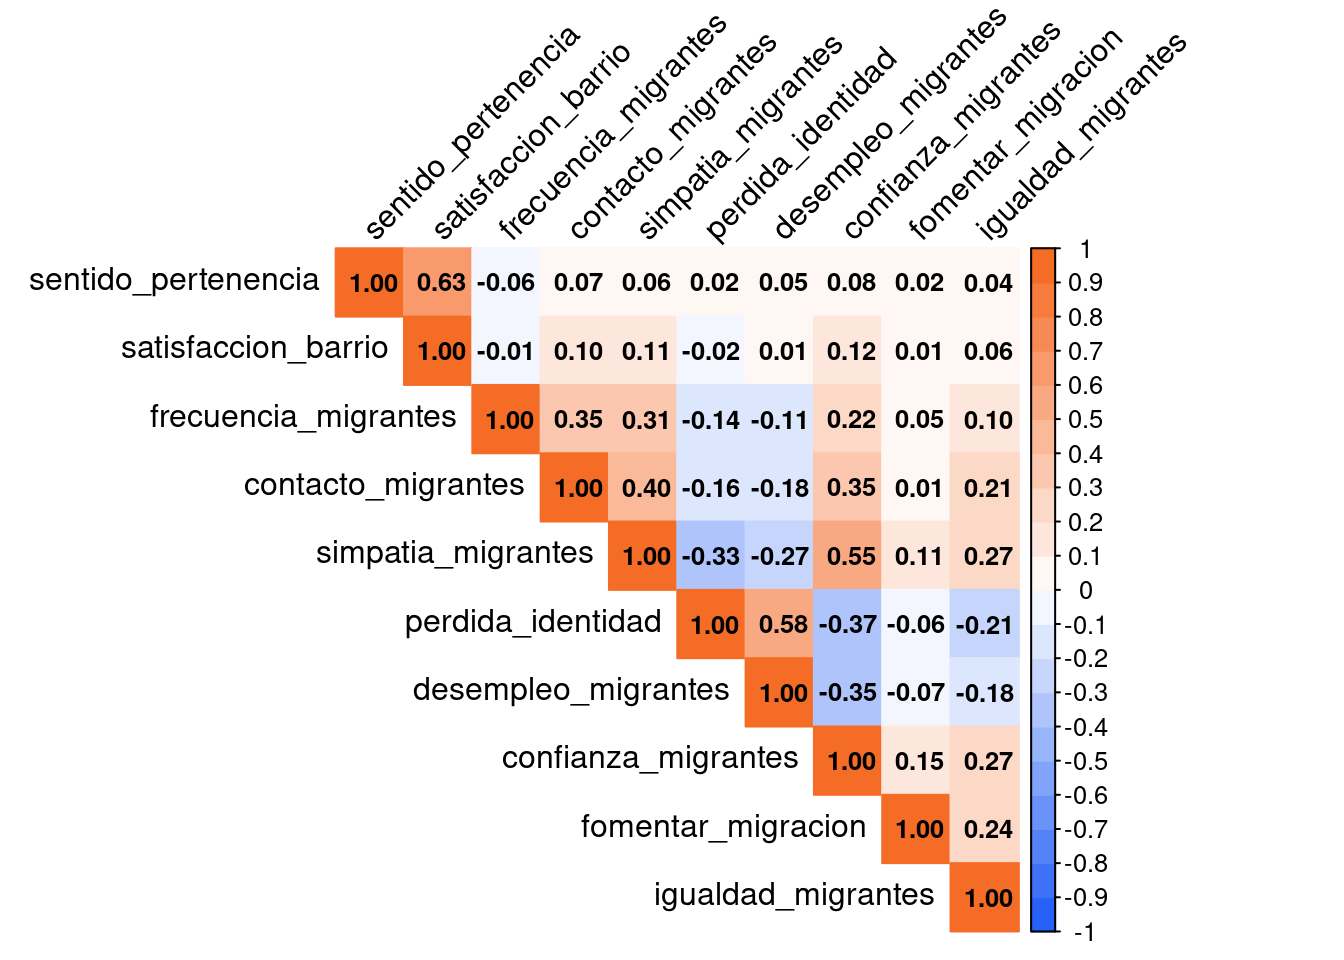 sentido_pertenencia
satisfaccion_barrio
frecuencia_migrantes
contacto_migrantes
simpatia_migrantes
perdida_identidad
desempleo_migrantes
confianza_migrantes
fomentar_migracion
igualdad_migrantes
sentido_pertenencia 1.00 0.63 -0.06 0.07 0.06 0.02 0.05 0.08 0.02 0.04
satisfaccion_barrio 1.00 -0.01 0.10 0.11 -0.02 0.01 0.12 0.01 0.06
frecuencia_migrantes 1.00 0.35 0.31 -0.14 -0.11 0.22 0.05 0.10
contacto_migrantes 1.00 0.40 -0.16 -0.18 0.35 0.01 0.21
simpatia_migrantes 1.00 -0.33 -0.27 0.55 0.11 0.27
perdida_identidad 1.00 0.58 -0.37 -0.06 -0.21
desempleo_migrantes 1.00 -0.35 -0.07 -0.18
confianza_migrantes 1.00 0.15 0.27
fomentar_migracion 1.00 0.24
igualdad_migrantes 1.00
1
0.9
0.8
0.7
0.6
0.5
0.4
0.3
0.2
0.1
0
-0.1
-0.2
-0.3
-0.4
-0.5
-0.6
-0.7
-0.8
-0.9
-1